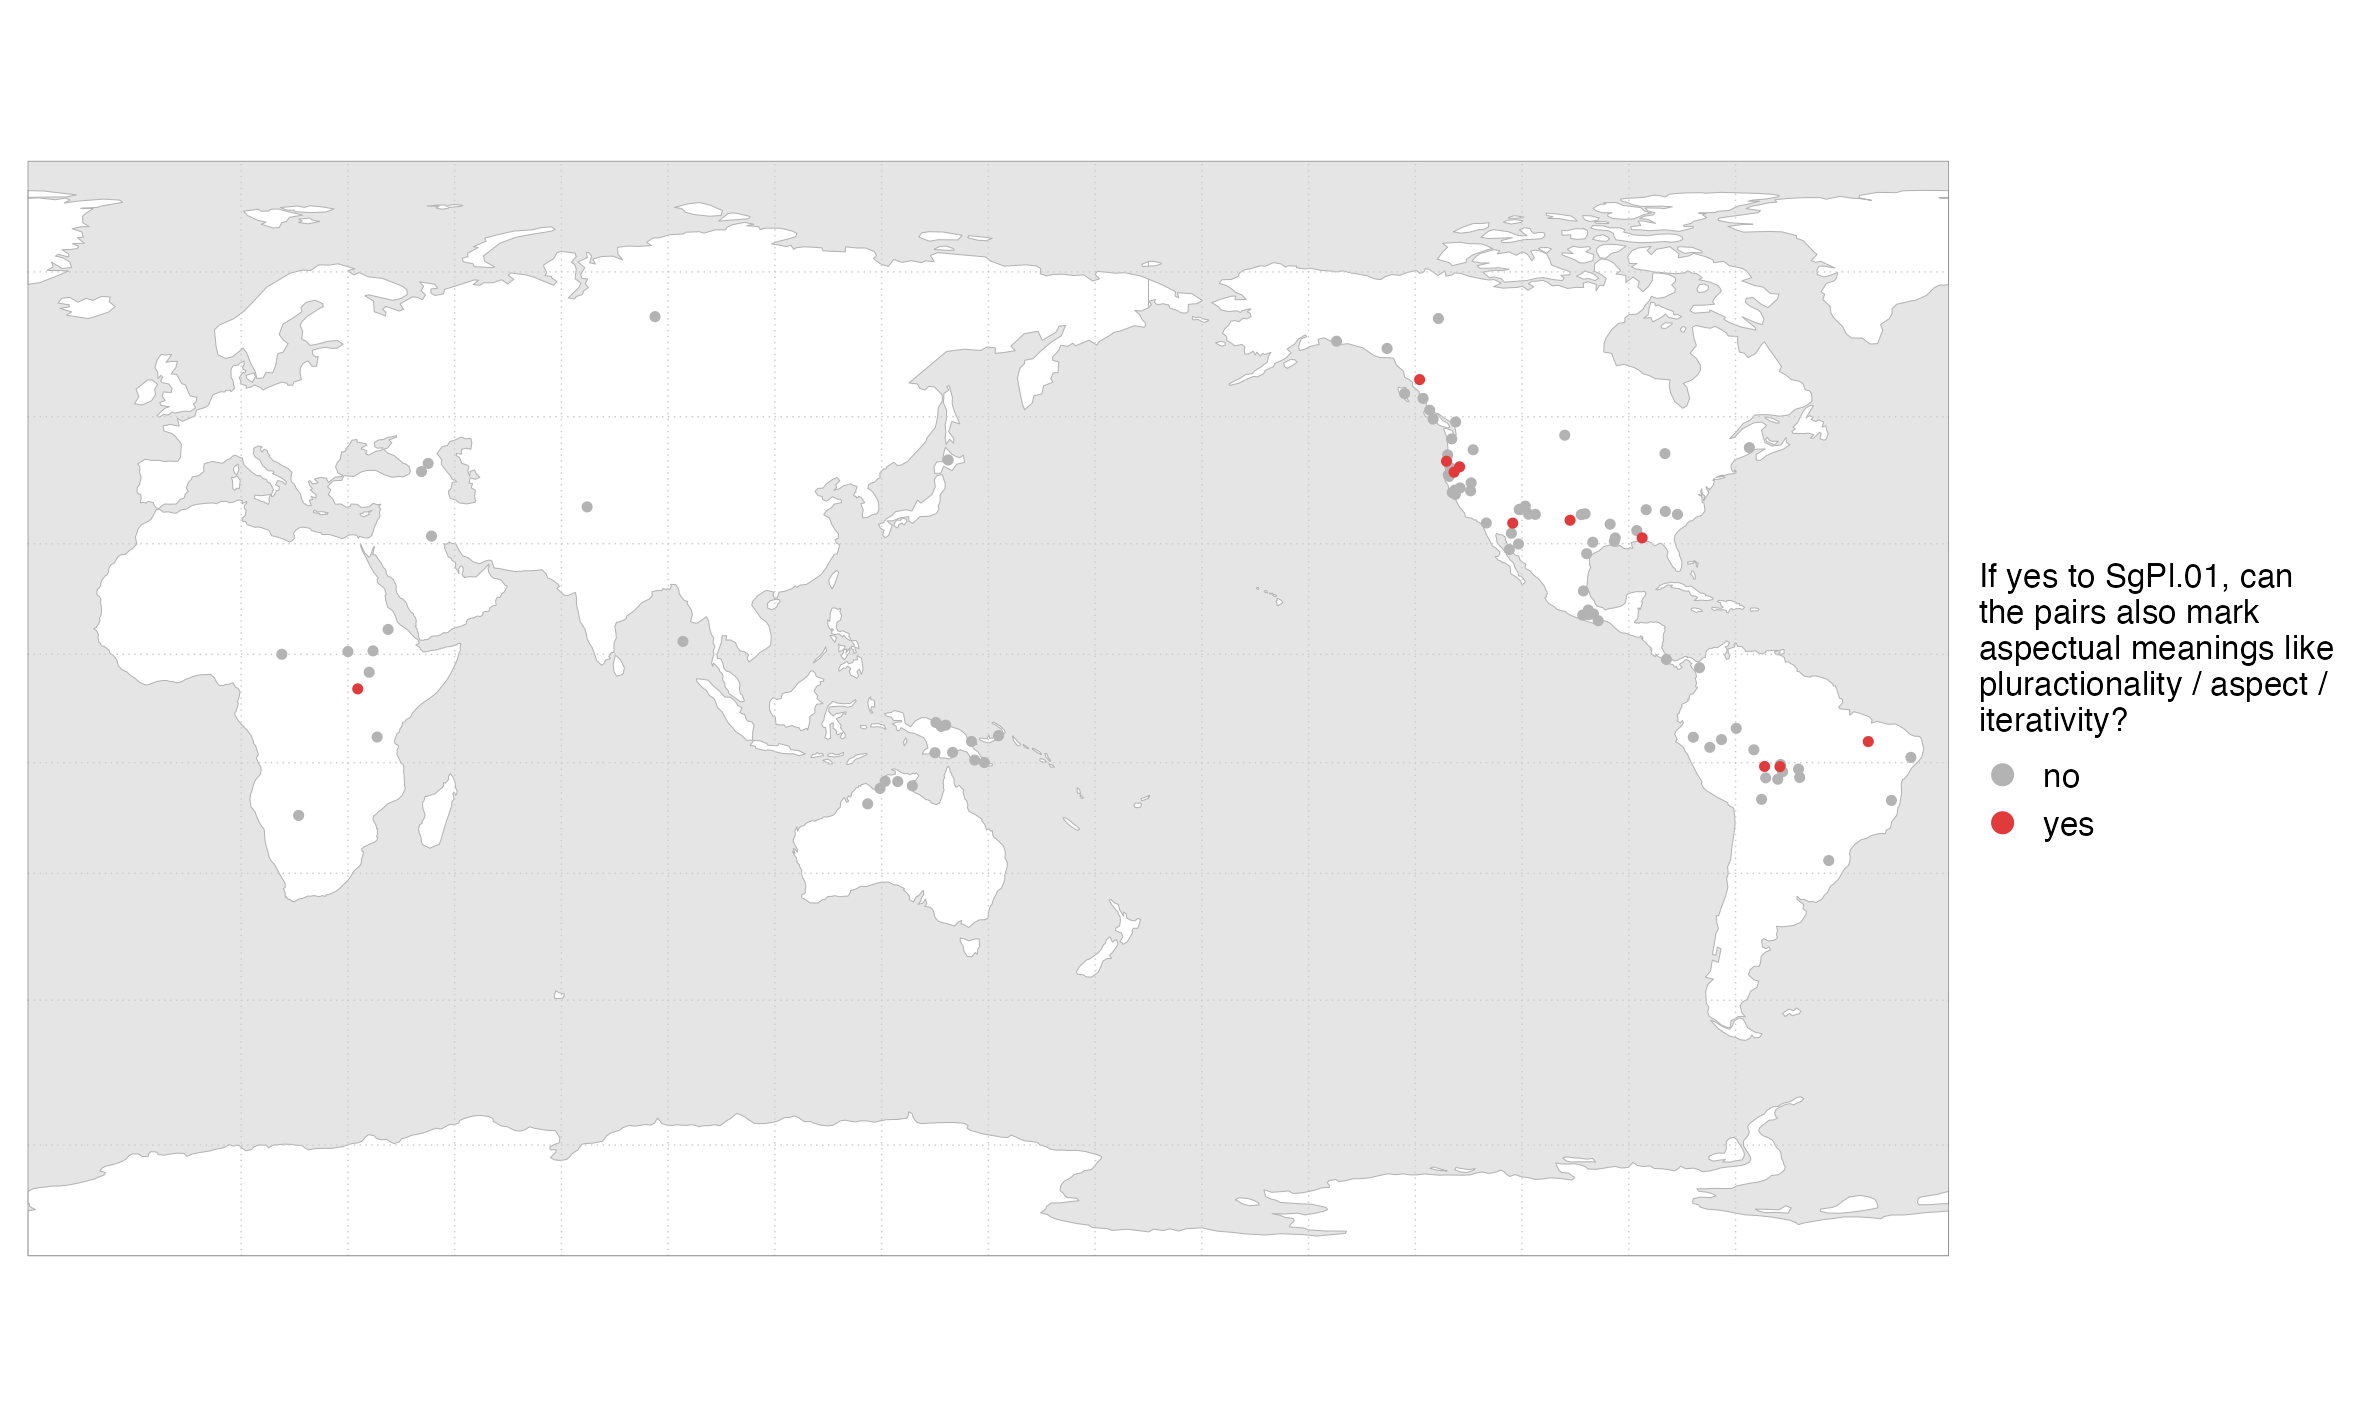 If yes to SgPl.01, can
the pairs also mark
aspectual meanings like
pluractionality / aspect /
iterativity?
no
yes